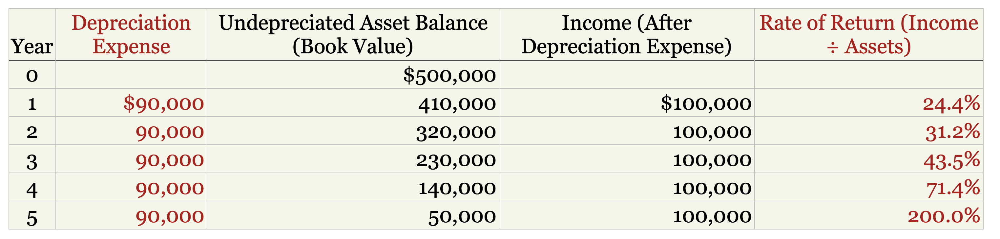 Year Depreciation Expense Undepreciated Asset Balance (Book Value) Income (After Depreciation Expense) Rate of Return (Income ÷ Assets)
0 $500,000
1 $90,000 410,000 $100,000 24.4%
2 90,000 320,000 100,000 31.2%
3 90,000 230,000 100,000 43.5%
4 90,000 140,000 100,000 71.4%
5 90,000 50,000 100,000 200.0%